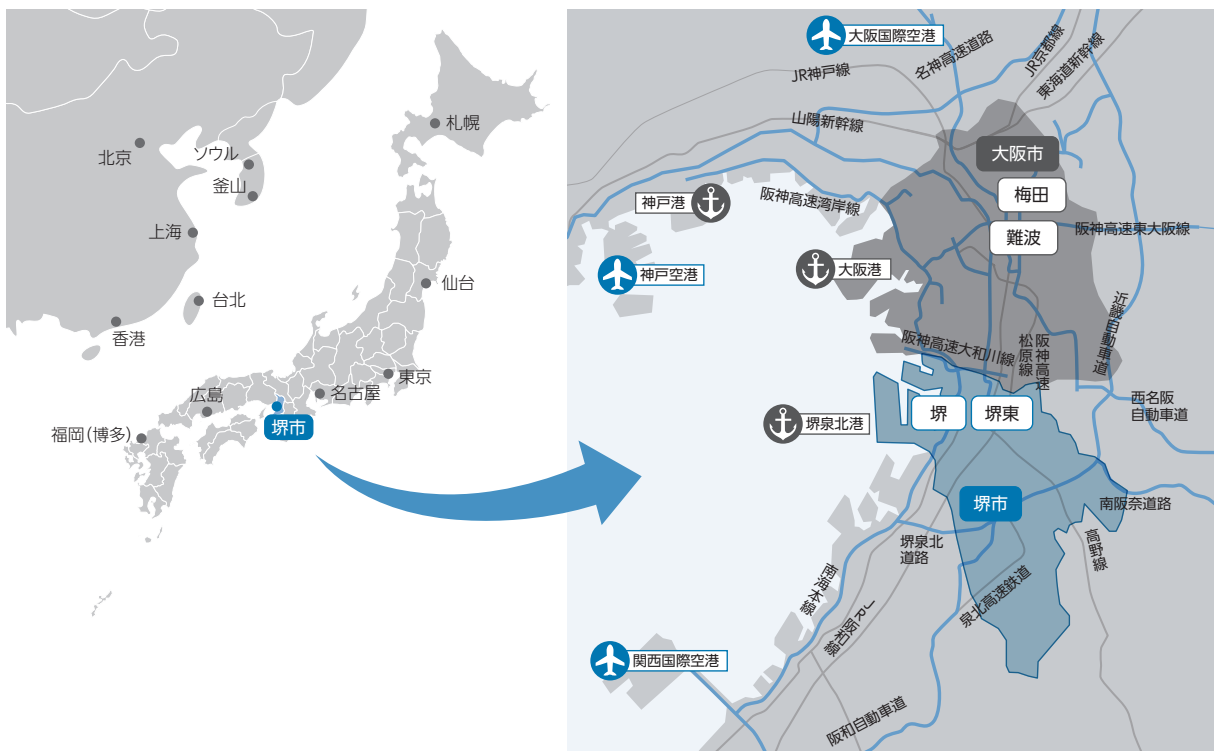 札幌
北京
ソウル
釜山
上海
仙台
台北
香港
東京
名古屋
広島
堺市
福岡(博多)
大阪国際空港
名神高速道路
JR京都線
東海道新幹線
JR神戸線
山陽新幹線
大阪市
梅田
神戸港
阪神高速湾岸線
難波
阪神高速東大阪線
神戸空港
大阪港
近畿自動車道
阪神高速大和川線
阪神高速
松原線
西名阪
自動車道
堺
堺東
堺泉北港
堺市
南阪奈道路
堺泉北
道路
高野線
南海本線
泉北高速鉄道
JR阪和線
関西国際空港
阪和自動車道